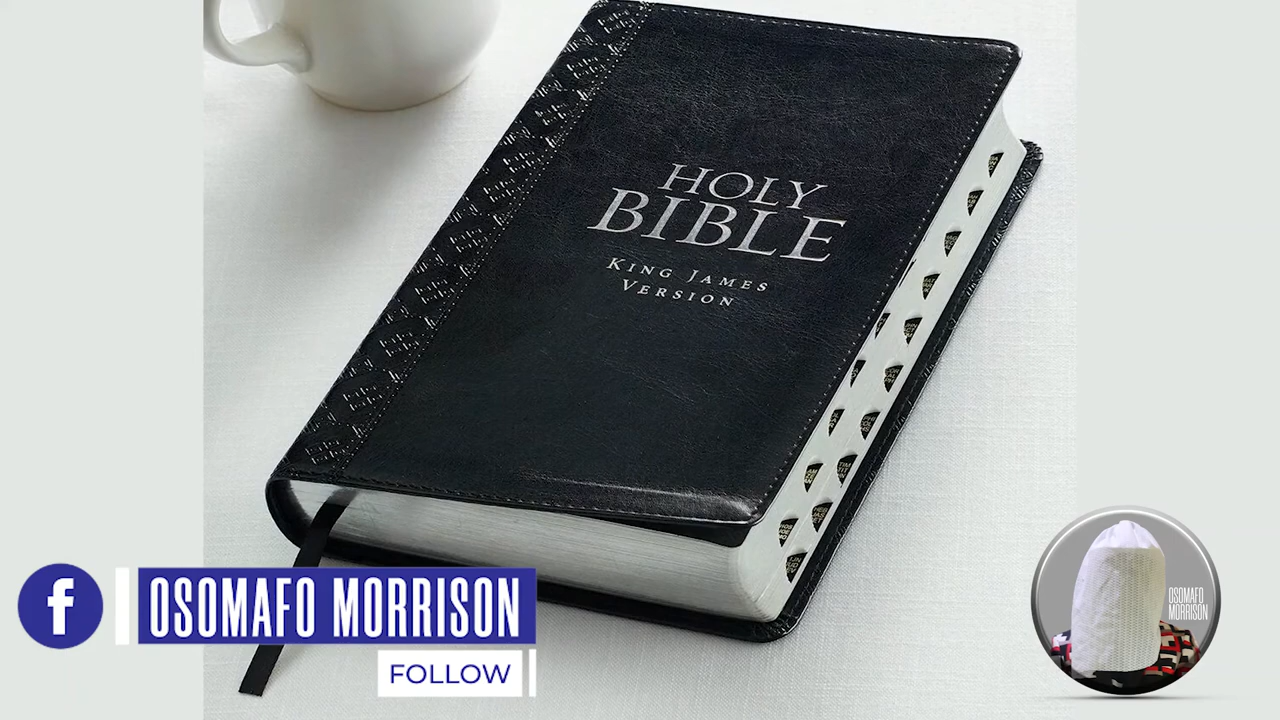 HOLY
BIBLE
KING JAMES
VERSION
f
OSOMAFO MORRISON
FOLLOW
OSOMAFO
MORRISON